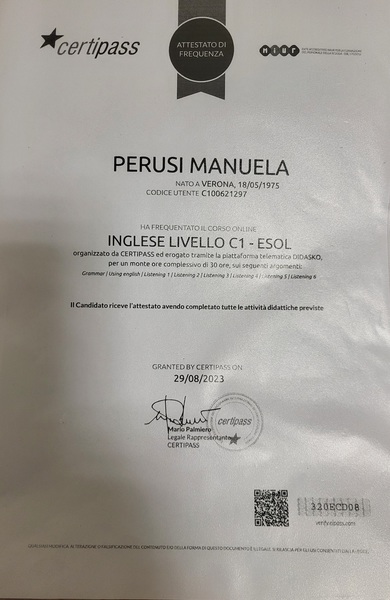 certipass
ATTESTATO DI
FREQUENZA
miur
PERUSI MANUELA
NATO A VERONA, 18/05/1975
CODICE UTENTE C100621297
HA FREQUENTATO IL CORSO ONLINE
INGLESE LIVELLO C1 - ESOL
organizzato da CERTIPASS ed erogato tramite la piattaforma telematica DIDASKO,
per un monte ore complessivo di 30 ore, sui seguenti argomenti:
Grammar | Using english | Listening 1 | Listening 2 | Listening 3 | Listening 4 | Listening 5 | Listening 6
Il Candidato riceve l'attestato avendo completato tutte le attività didattiche previste
GRANTED BY CERTIPASS ON
29/08/2023
certipass
Mario Palmiero
Legale Rappresentante
CERTIPASS
320ECD08
verifyeipass.com